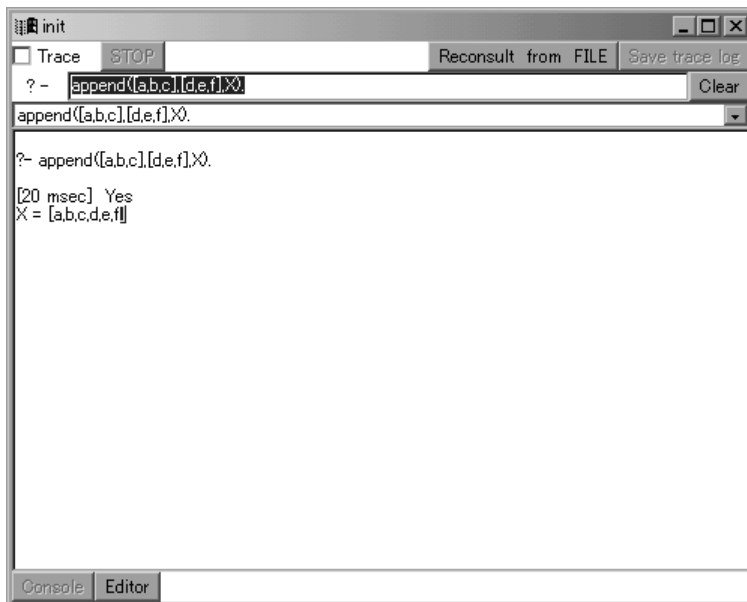 init
Trace STOP Reconsult from FILE Save trace log
?- append([a,b,c],[d,e,f],X). Clear
append([a,b,c],[d,e,f],X).
?- append([a,b,c],[d,e,f],X).
[20 msec] Yes
X = [a,b,c,d,e,f]
Console Editor